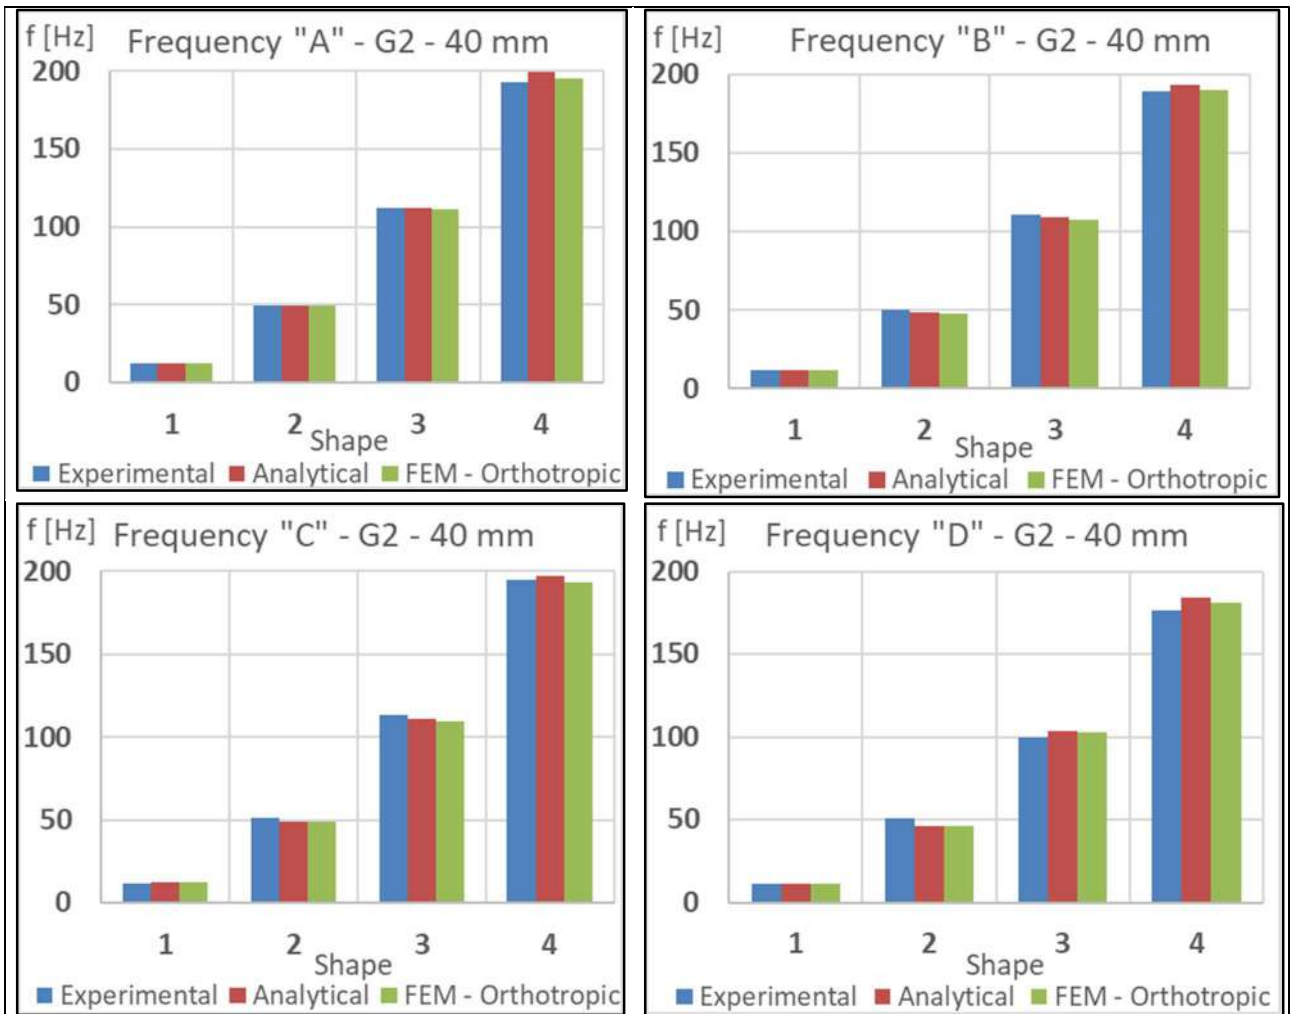 f [Hz] Frequency "A" - G2 - 40 mm
200
150
100
50
0
1 2 3 4
Shape
Experimental Analytical FEM - Orthotropic
f [Hz] Frequency "B" - G2 - 40 mm
200
150
100
50
0
1 2 3 4
Shape
Experimental Analytical FEM - Orthotropic
f [Hz] Frequency "C" - G2 - 40 mm
200
150
100
50
0
1 2 3 4
Shape
Experimental Analytical FEM - Orthotropic
f [Hz] Frequency "D" - G2 - 40 mm
200
150
100
50
0
1 2 3 4
Shape
Experimental Analytical FEM - Orthotropic